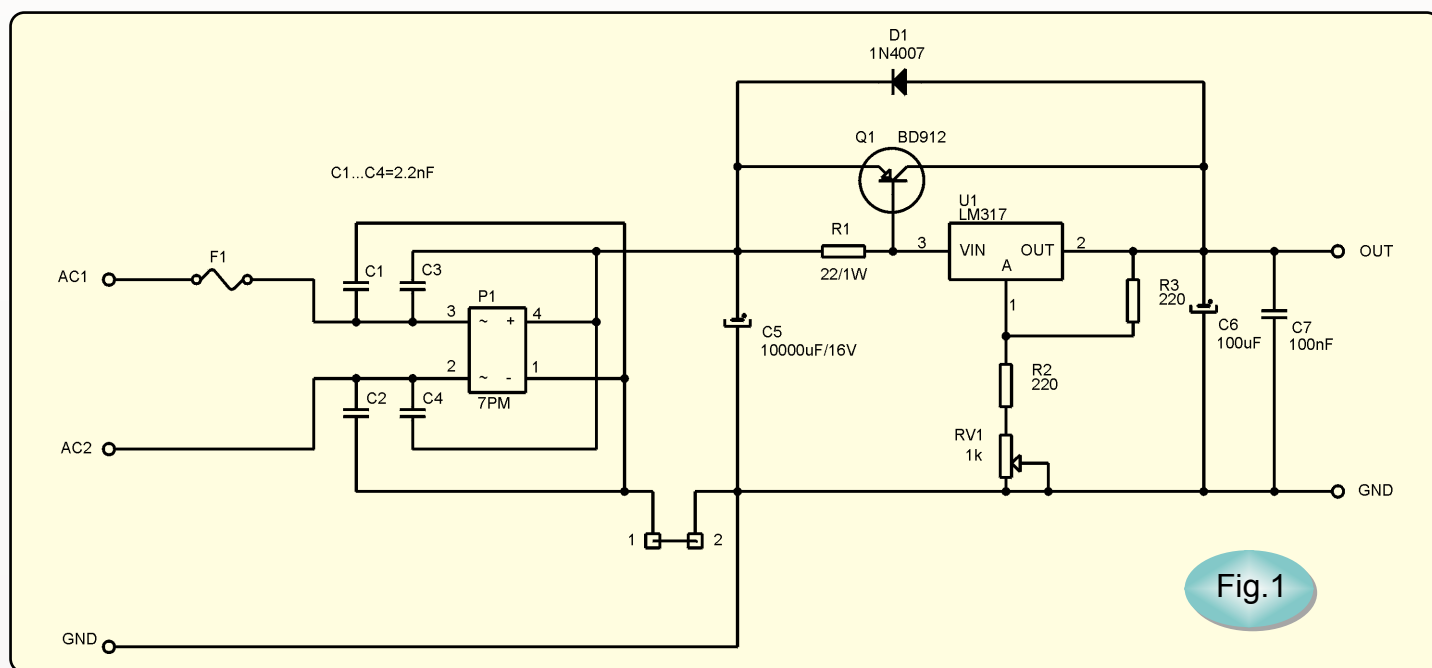 D1
1N4007
Q1 BD912
C1...C4=2.2nF
U1
LM317
R1
3
VIN
OUT
2
OUT
22/1W
A
F1
AC1
C1
C3
P1
1
R3
220
3
~
+
4
C5
10000uF/16V
C6
100uF
C7
100nF
2
~
-
1
7PM
R2
220
C2
C4
AC2
RV1
1k
GND
1
2
Fig.1
GND